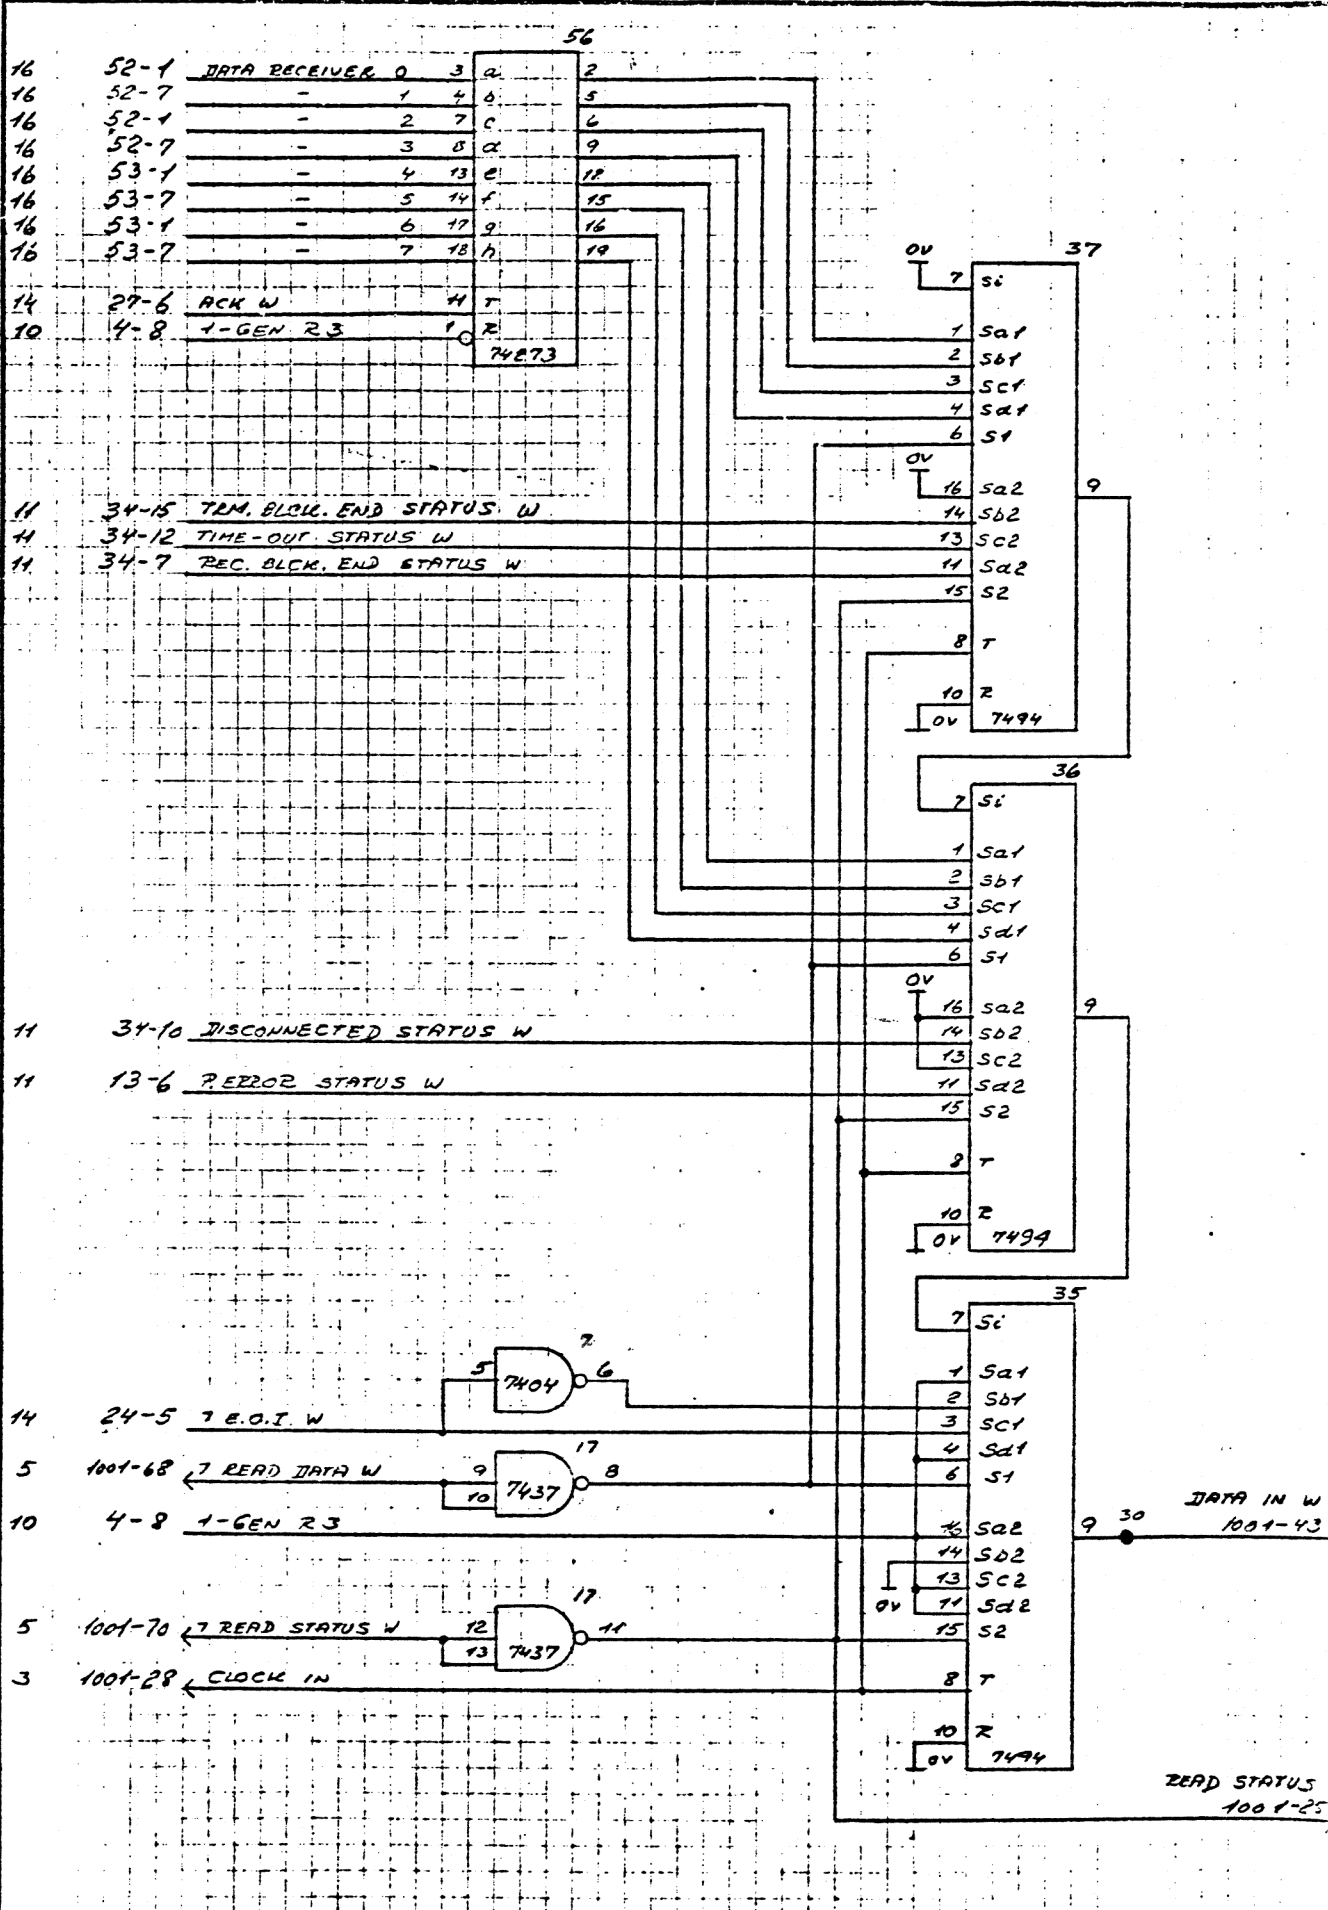 56
16 52-1 DATA RECEIVER 0 3 a 2
16 52-7 - 1 4 b 5
16 52-1 - 2 7 c 6
16 52-7 - 3 8 d 9
16 53-1 - 4 13 e 12
16 53-7 - 5 14 f 15
16 53-1 - 6 17 g 16
16 53-7 - 7 18 h 19
14 27-6 ACK W 11 T
10 4-8 1-GEN R3 1 R
74273
37
0V
7 Si
1 Sa1
2 Sb1
3 Sc1
4 Sd1
6 S1
0V
16 Sa2 9
11 34-15 TRM. BLCK. END STATUS W 14 Sb2
11 34-12 TIME-OUT STATUS W 13 Sc2
11 34-7 REC. BLCK. END STATUS W 11 Sd2
15 S2
8 T
10 R
0V 7494
36
7 Si
1 Sa1
2 Sb1
3 Sc1
4 Sd1
6 S1
0V
16 Sa2 9
11 34-10 DISCONNECTED STATUS W 14 Sb2
13 Sc2
11 13-6 P.ERROR STATUS W 11 Sd2
15 S2
8 T
10 R
0V 7494
35
7 Si
7
5 7404 6
1 Sa1
2 Sb1
14 24-5 7 E.O.I. W 3 Sc1
17
4 Sd1
5 1001-68 7 READ DATA W 9 10 7437 8 6 S1
DATA IN W
10 4-8 1-GEN R3 16 Sa2 9 30 1001-43
14 Sb2
13 Sc2
17
0V 11 Sd2
5 1001-70 7 READ STATUS W 12 13 7437 11 15 S2
3 1001-28 CLOCK IN 8 T
10 R
0V 7494
READ STATUS
1001-25